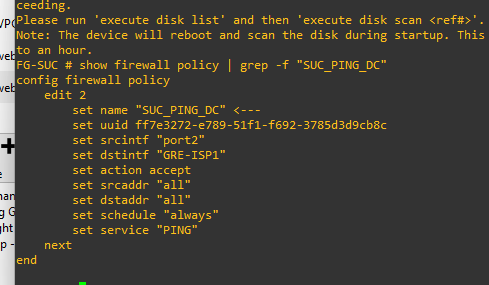 ceeding.
Please run 'execute disk list' and then 'execute disk scan <ref#>'.
Note: The device will reboot and scan the disk during startup. This
to an hour.
FG-SUC # show firewall policy | grep -f "SUC_PING_DC"
config firewall policy
    edit 2
        set name "SUC_PING_DC" <---
        set uuid ff7e3272-e789-51f1-f692-3785d3d9cb8c
        set srcintf "port2"
        set dstintf "GRE-ISP1"
        set action accept
        set srcaddr "all"
        set dstaddr "all"
        set schedule "always"
        set service "PING"
    next
end